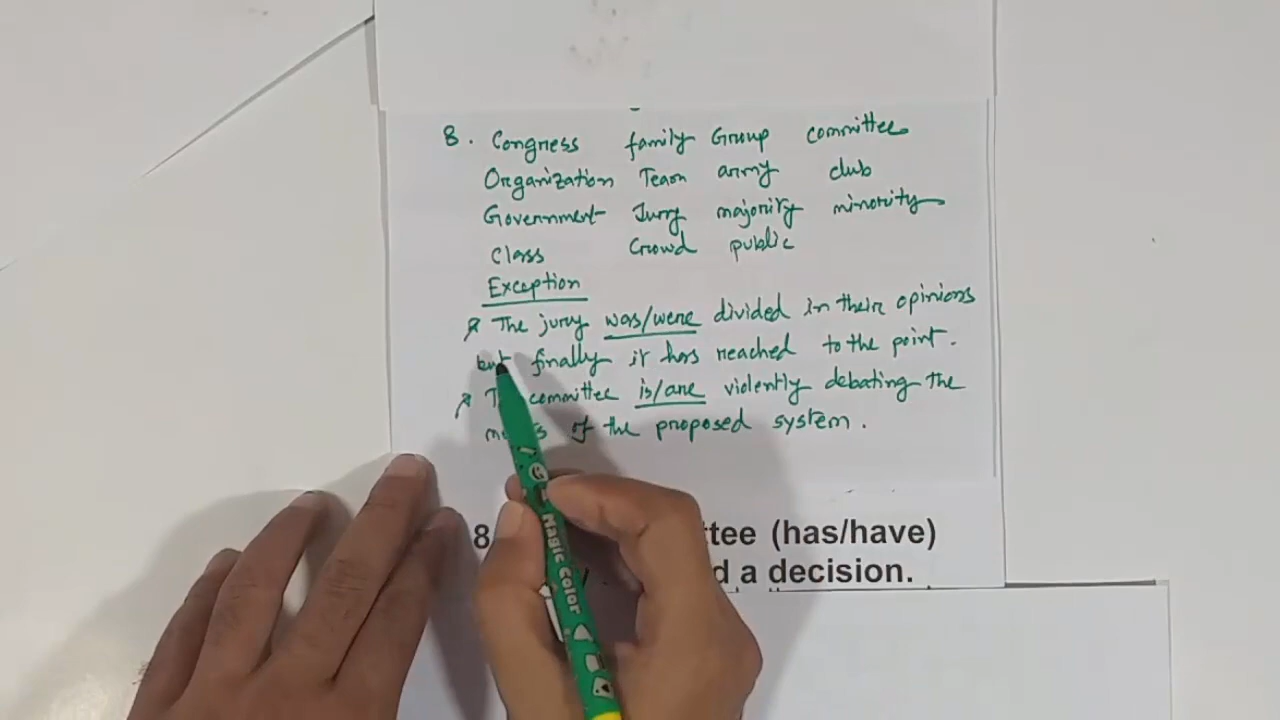 8. Congress family Group committee
Organization Team army club
Government Jury majority minority
Class Crowd public
Exception
The jury was/were divided in their opinions
but finally it has reached to the point.
committee is/are violently debating the
of the proposed system.
8 (has/have)
a decision.
Magic Color